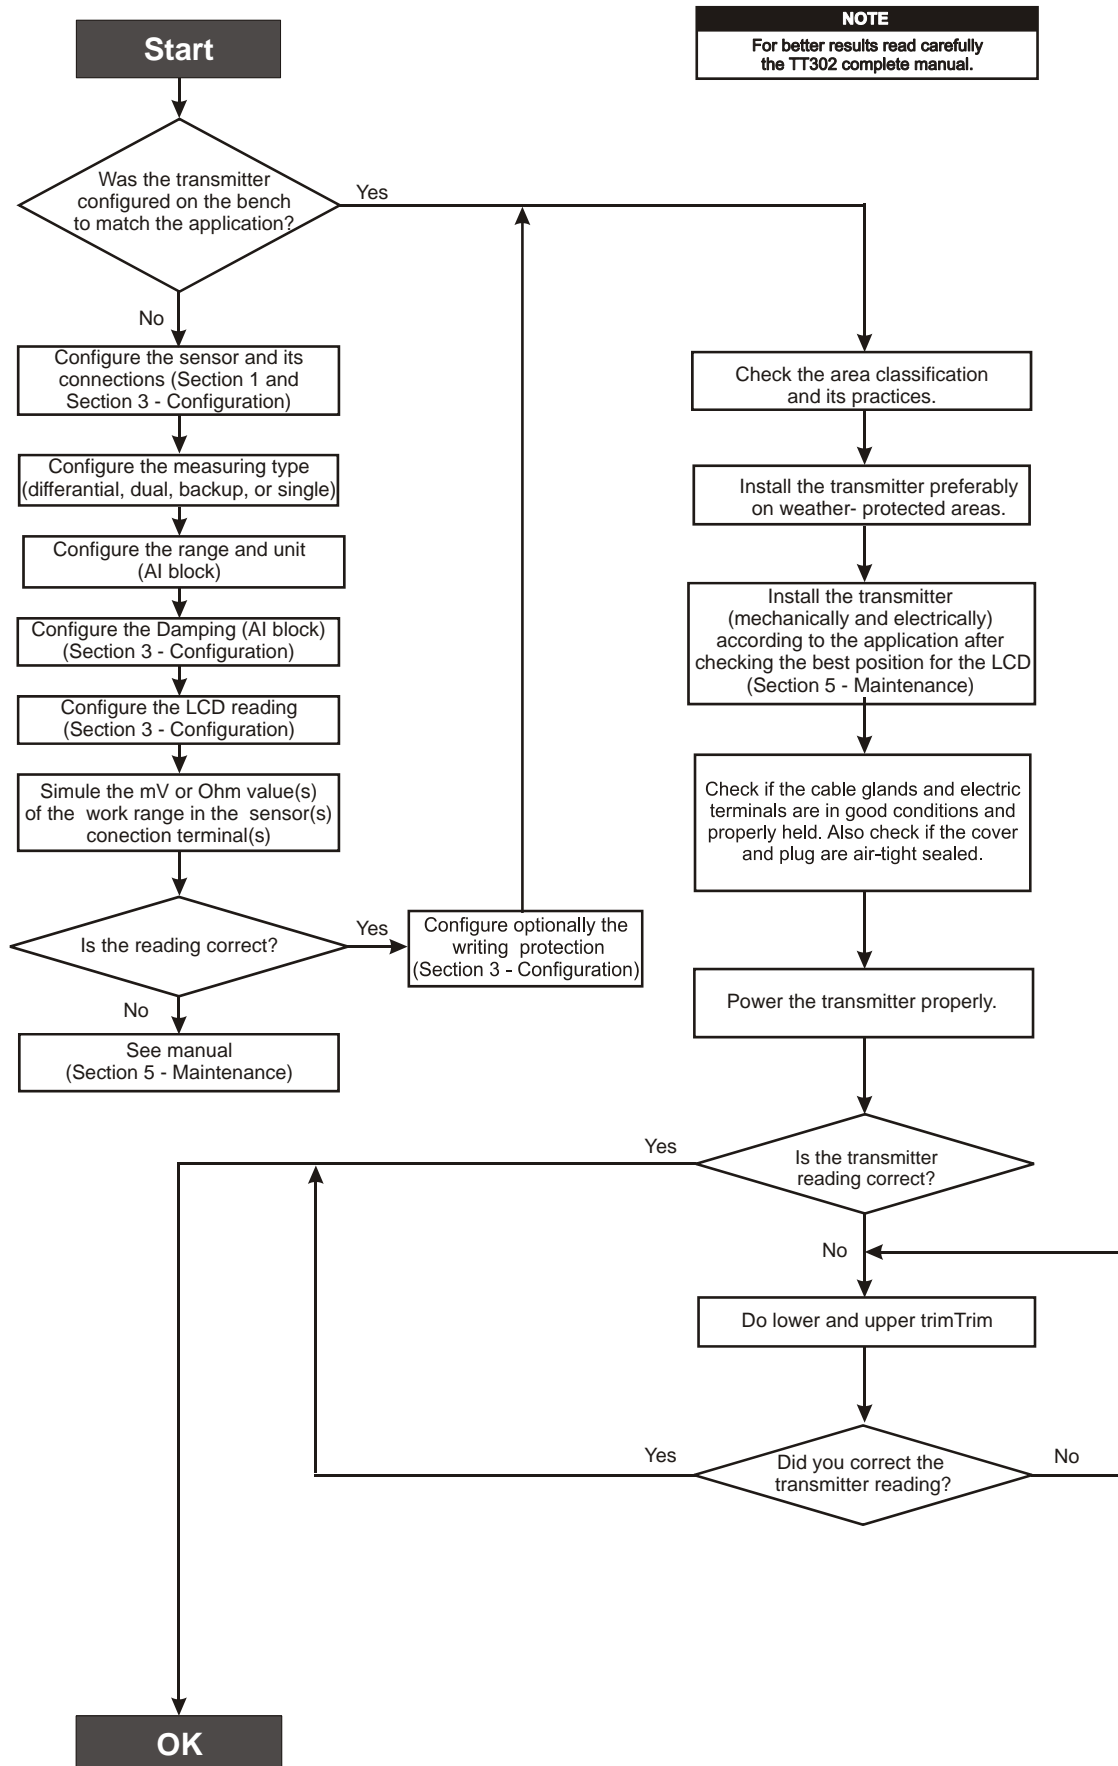 Start
NOTE
For better results read carefully
the TT302 complete manual.
Was the transmitter
configured on the bench
to match the application?
Yes
No
Configure the sensor and its
connections (Section 1 and
Section 3 - Configuration)
Configure the measuring type
(differantial, dual, backup, or single)
Configure the range and unit
(AI block)
Configure the Damping (AI block)
(Section 3 - Configuration)
Configure the LCD reading
(Section 3 - Configuration)
Simule the mV or Ohm value(s)
of the work range in the sensor(s)
conection terminal(s)
Is the reading correct?
Yes
Configure optionally the
writing protection
(Section 3 - Configuration)
No
See manual
(Section 5 - Maintenance)
Check the area classification
and its practices.
Install the transmitter preferably
on weather- protected areas.
Install the transmitter
(mechanically and electrically)
according to the application after
checking the best position for the LCD
(Section 5 - Maintenance)
Check if the cable glands and electric
terminals are in good conditions and
properly held. Also check if the cover
and plug are air-tight sealed.
Power the transmitter properly.
Is the transmitter
reading correct?
Yes
No
Do lower and upper trimTrim
Did you correct the
transmitter reading?
Yes
No
OK